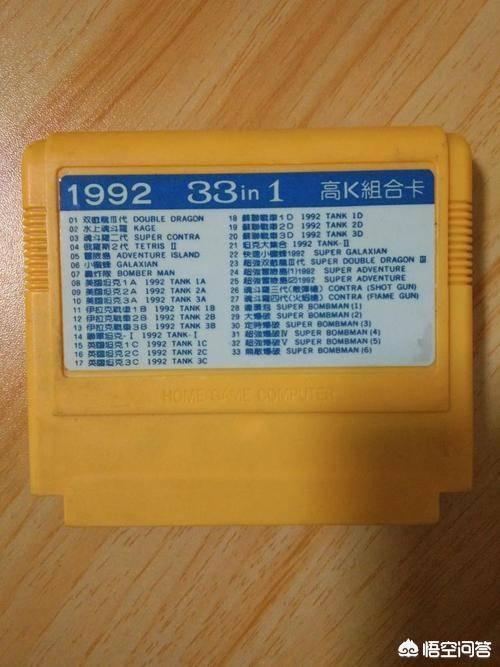 1992 33 in 1 高K組合卡
01 双截龍Ⅲ代 DOUBLE DRAGON
02 水上魂斗羅 KAGE
03 魂斗羅二代 SUPER CONTRA
04 俄羅斯2代 TETRIS Ⅱ
05 冒險島 ADVENTURE ISLAND
06 小蜜蜂 GALAXIAN
07 轟炸隊 BOMBER MAN
08 美國坦克1A 1992 TANK 1A
09 美國坦克2A 1992 TANK 2A
10 美國坦克3A 1992 TANK 3A
11 伊拉克戰車1B 1992 TANK 1B
12 伊拉克戰車2B 1992 TANK 2B
13 伊拉克戰車3B 1992 TANK 3B
14 聯軍坦克-Ⅰ 1992 TANK-Ⅰ
15 英國坦克1C 1992 TANK 1C
16 英國坦克2C 1992 TANK 2C
17 英國坦克3C 1992 TANK 3C
18 蘇聯戰車1D 1992 TANK 1D
19 蘇聯戰車2D 1992 TANK 2D
20 蘇聯戰車3D 1992 TANK 3D
21 坦克大集合 1992 TANK-Ⅱ
22 快速小蜜蜂1992 SUPER GALAXIAN
23 超強双截龍Ⅲ代 SUPER DOUBLE DRAGON Ⅲ
24 超強冒險島(1)1992 SUPER ADVENTURE
25 超強冒險島(2)1992 SUPER ADVENTURE
26 魂斗羅三代(散彈槍) CONTRA (SHOT GUN)
27 魂斗羅四代(火焰槍) CONTRA (FlAME GUN)
28 SUPER BOMBMAN (1)
29 大爆破 SUPER BOMBMAN (2)
30 定時爆破 SUPER BOMBMAN (3)
31 超級爆破Ⅳ SUPER BOMBMAN (4)
32 超級爆破Ⅴ SUPER BOMBMAN (5)
33 爆破 SUPER BOMBMAN (6)
HOME GAME COMPUTER
悟空问答